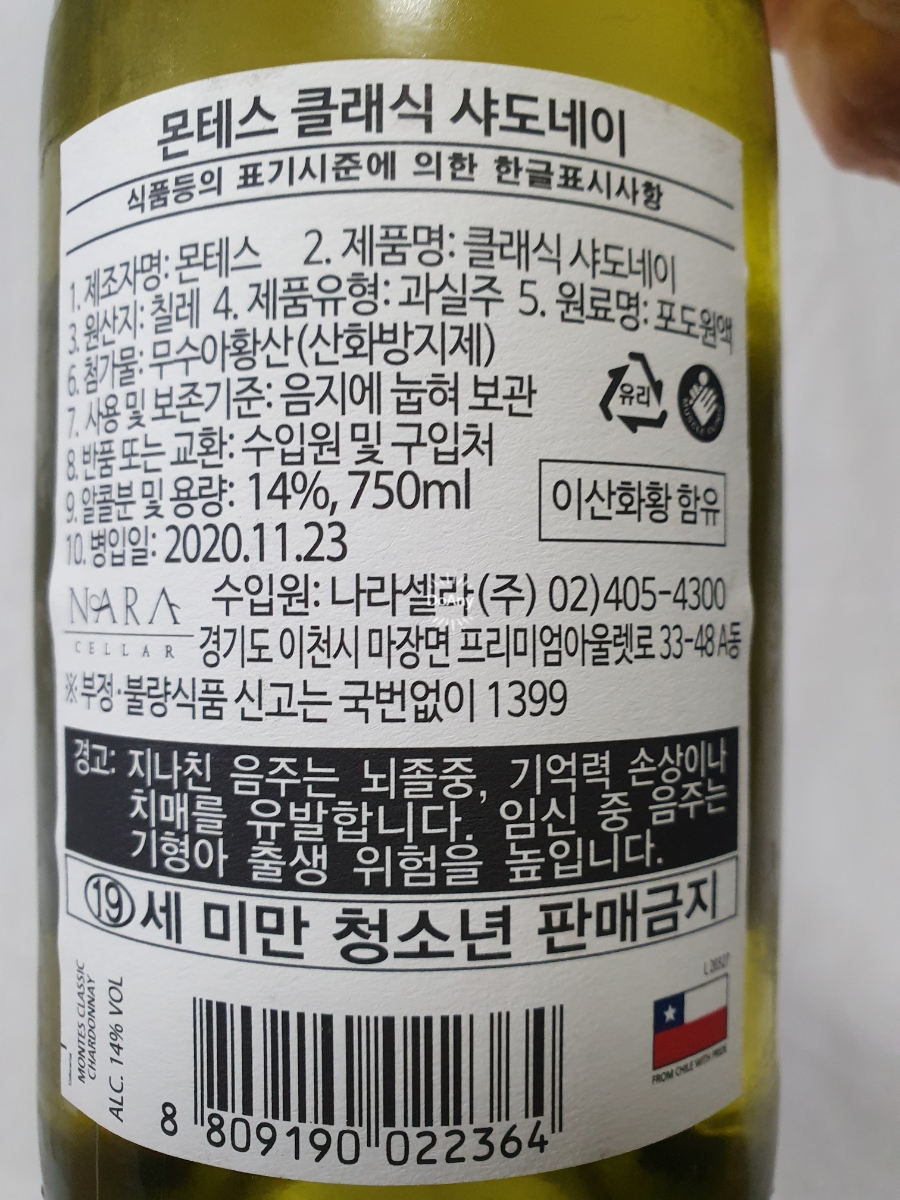 몬테스 클래식 샤도네이
식품등의 표기시준에 의한 한글표시사항
1. 제조자명: 몬테스 2. 제품명: 클래식 샤도네이
3. 원산지: 칠레 4. 제품유형: 과실주 5. 원료명: 포도원액
6. 첨가물: 무수아황산(산화방지제)
7. 사용 및 보존기준: 음지에 눕혀 보관
유리
8. 반품 또는 교환: 수입원 및 구입처
9. 알콜분 및 용량: 14%, 750ml
이산화황 함유
10. 병입일: 2020.11.23
NARA
CELLAR
수입원: 나라셀라(주) 02)405-4300
경기도 이천시 마장면 프리미엄아울렛로 33-48 A동
※부정·불량식품 신고는 국번없이 1399
경고: 지나친 음주는 뇌졸중, 기억력 손상이나
치매를 유발합니다. 임신 중 음주는
기형아 출생 위험을 높입니다.
19세 미만 청소년 판매금지
MONTES CLASSIC
CHARDONNAY
ALC. 14% VOL
8 809190 022364
FROM CHILE WITH PRIDE